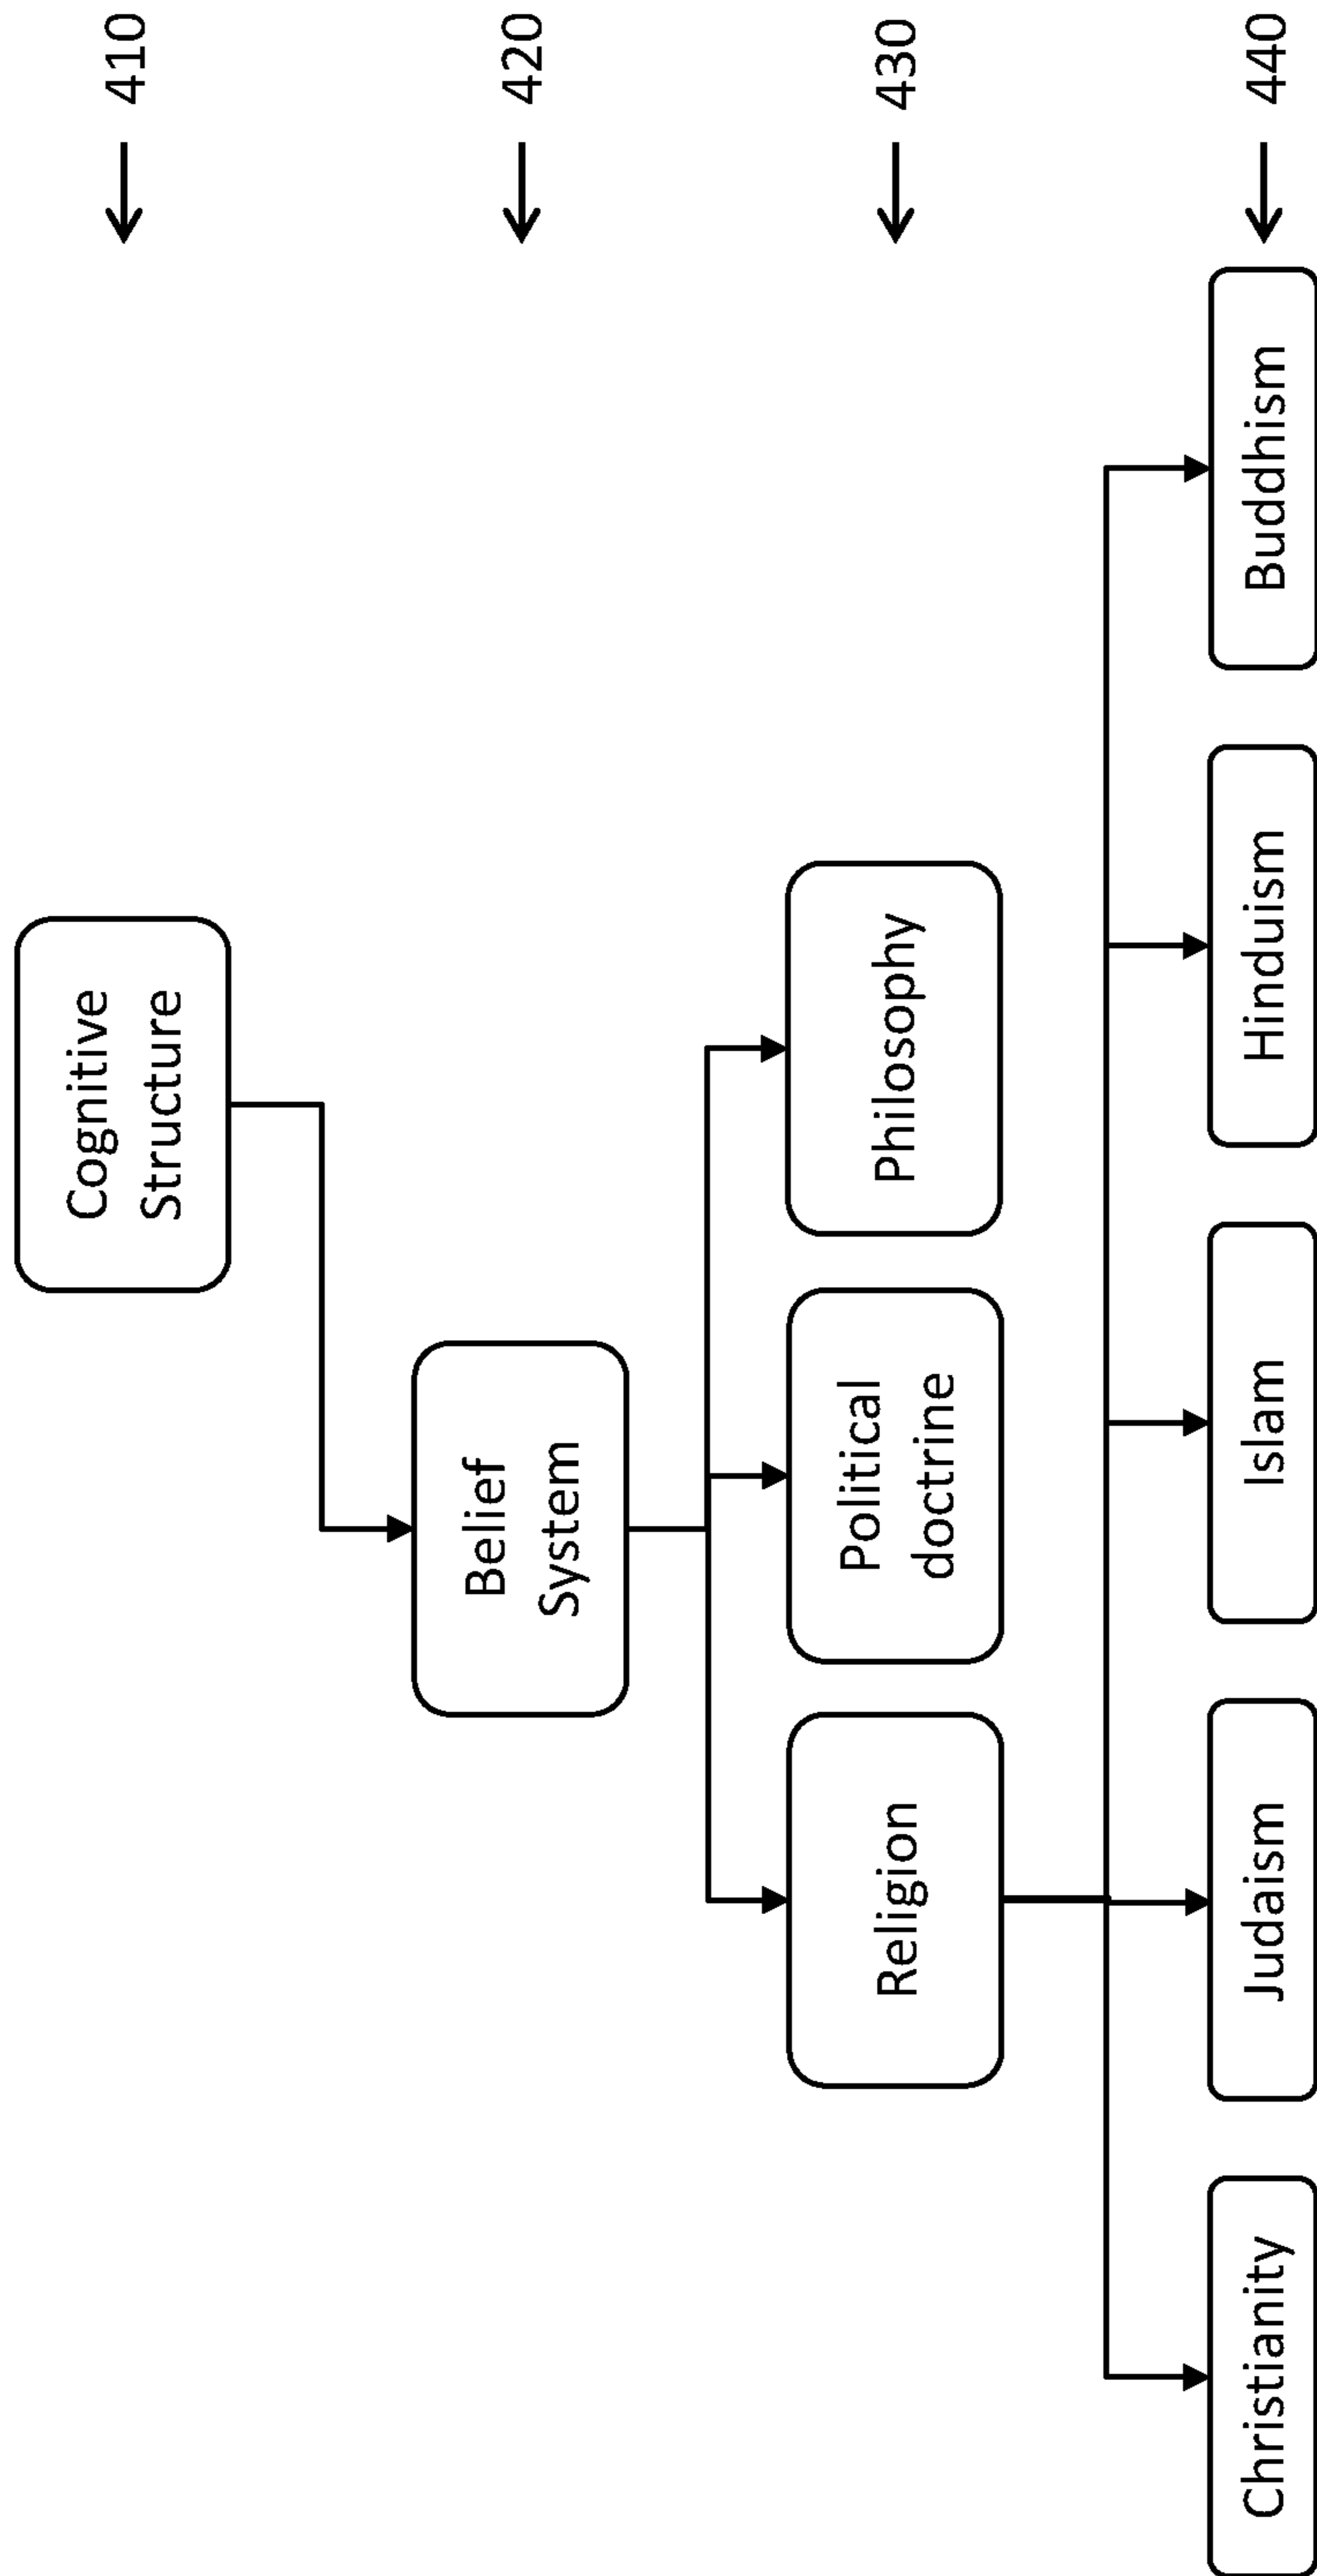 Cognitive
Structure
410
Belief
System
420
Religion
Political
doctrine
Philosophy
430
Christianity
Judaism
Islam
Hinduism
Buddhism
440